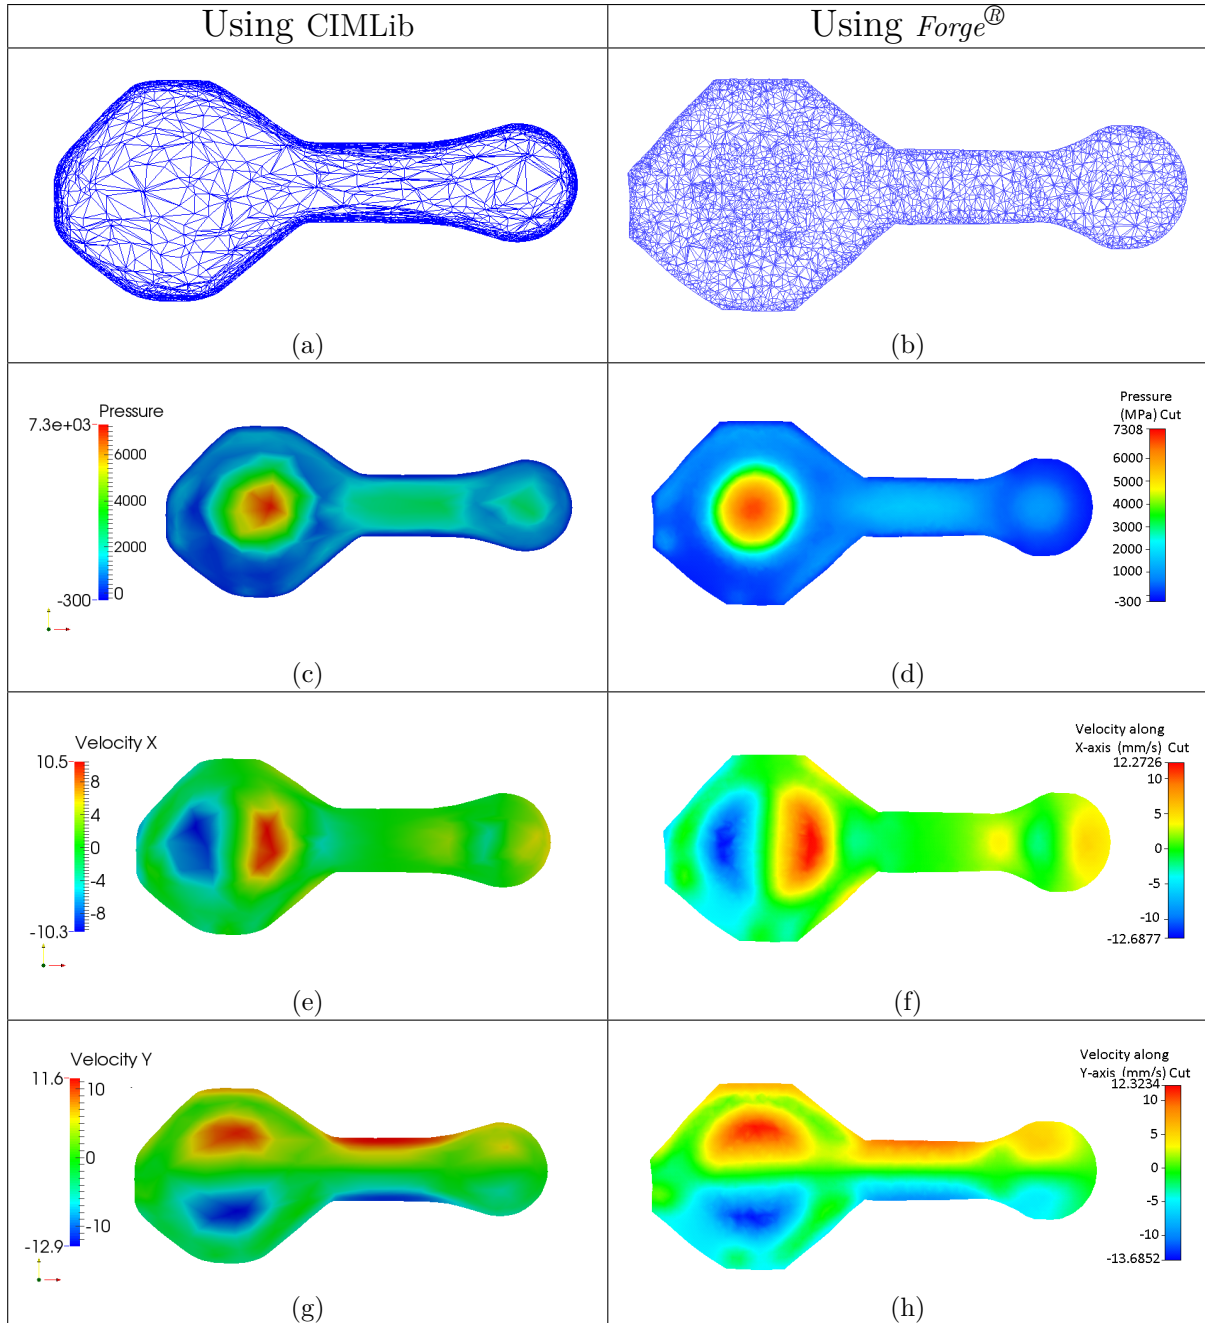 Using CIMLib
Using Forge®
(a)
(b)
Pressure
7.3e+03
6000
4000
2000
0
-300
(c)
Pressure
(MPa) Cut
7308
6000
5000
4000
3000
2000
1000
-300
(d)
Velocity X
10.5
8
4
0
-4
-8
-10.3
(e)
Velocity along
X-axis (mm/s) Cut
12.2726
10
5
0
-5
-10
-12.6877
(f)
Velocity Y
11.6
10
0
-10
-12.9
(g)
Velocity along
Y-axis (mm/s) Cut
12.3234
10
5
0
-5
-10
-13.6852
(h)